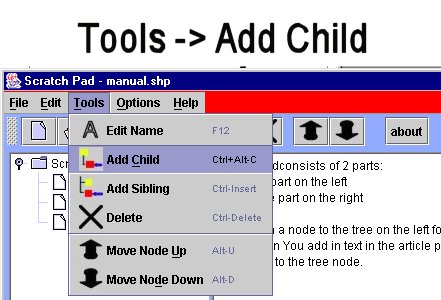 Tools -> Add Child
Scratch Pad - manual.shp
File Edit Tools Options Help
about
Edit Name F12
Add Child Ctrl+Alt-C
Add Sibling Ctrl-Insert
Delete Ctrl-Delete
Move Node Up Alt-U
Move Node Down Alt-D
consists of 2 parts:
part on the left
part on the right
a node to the tree on the left
You add in text in the article
to the tree node.